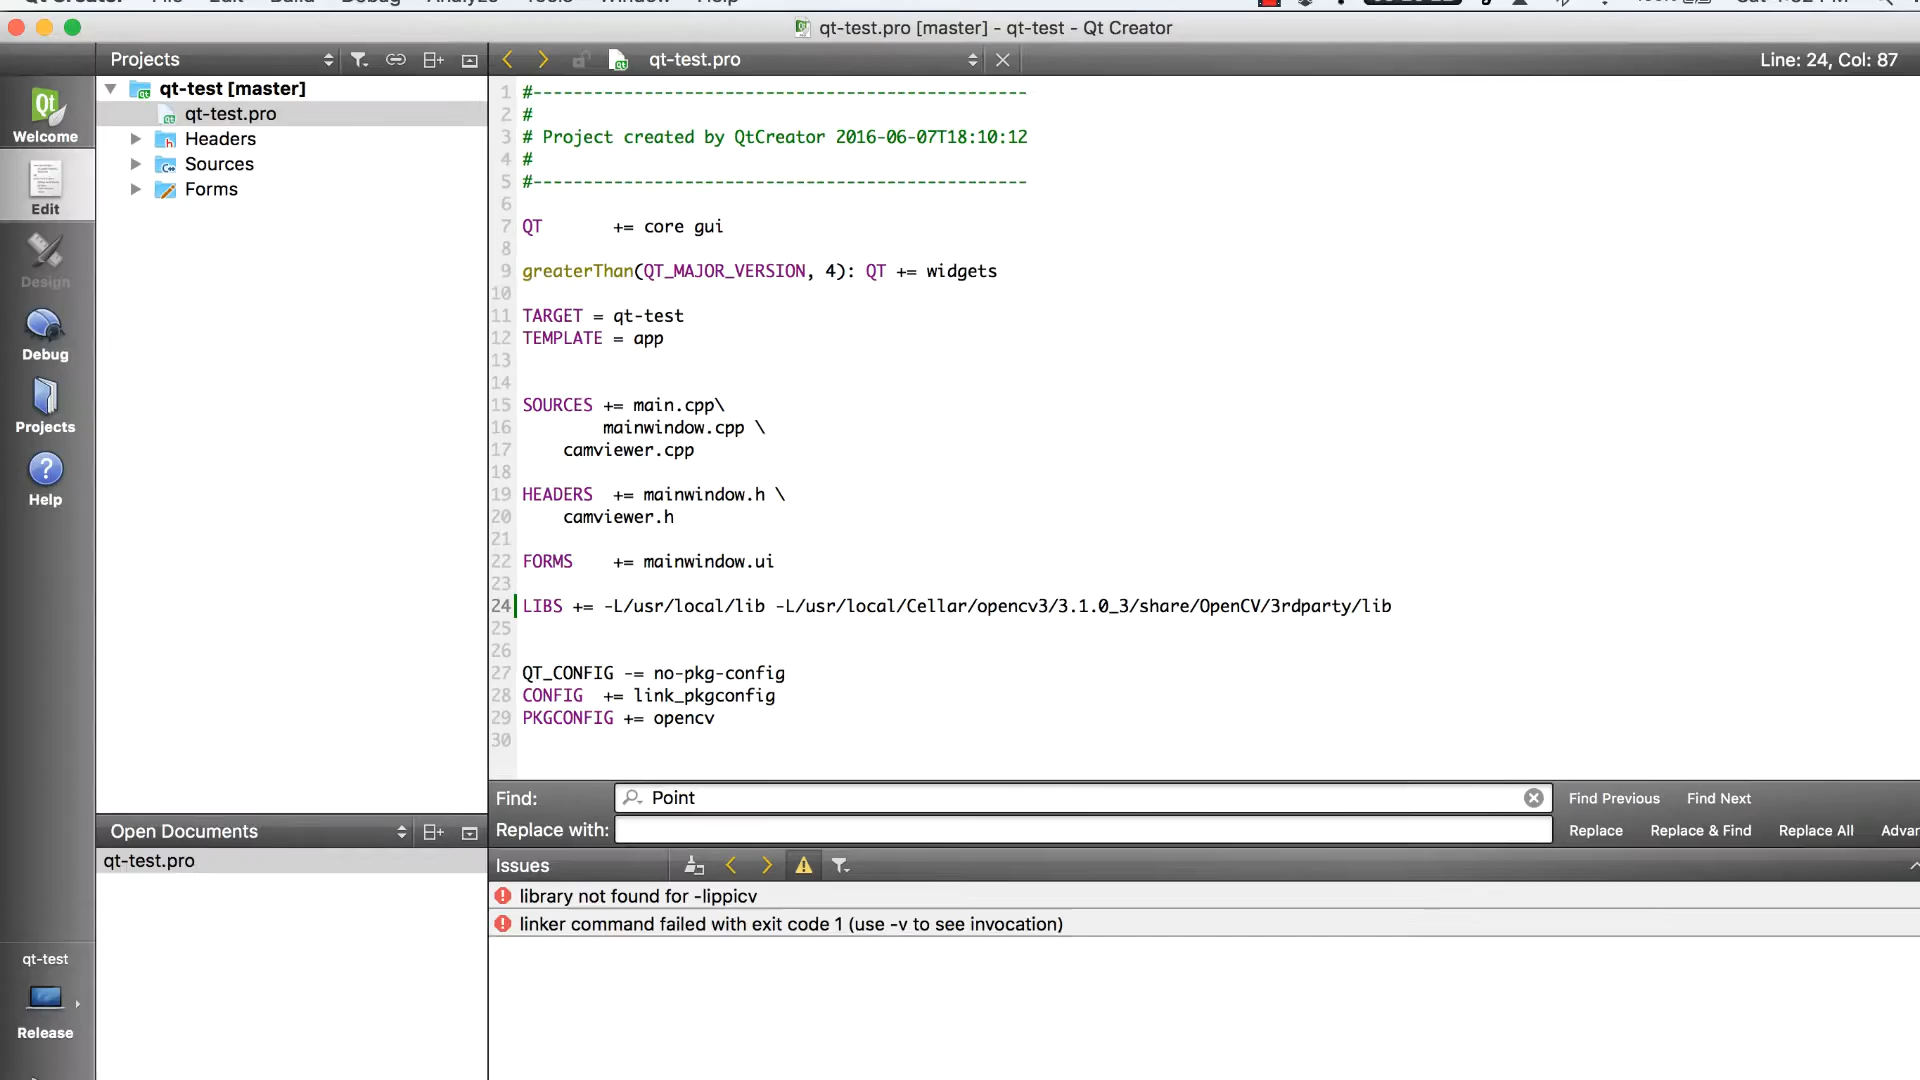 qt-test.pro [master] - qt-test - Qt Creator
Projects
qt-test.pro
Line: 24, Col: 87
Welcome
Edit
Design
Debug
Projects
Help
qt-test
Release
qt-test [master]
qt-test.pro
Headers
Sources
Forms
Open Documents
qt-test.pro
1 #-------------------------------------------------
2 #
3 # Project created by QtCreator 2016-06-07T18:10:12
4 #
5 #-------------------------------------------------
6
7 QT       += core gui
8
9 greaterThan(QT_MAJOR_VERSION, 4): QT += widgets
10
11 TARGET = qt-test
12 TEMPLATE = app
13
14
15 SOURCES += main.cpp\
16         mainwindow.cpp \
17     camviewer.cpp
18
19 HEADERS  += mainwindow.h \
20     camviewer.h
21
22 FORMS    += mainwindow.ui
23
24 LIBS += -L/usr/local/lib -L/usr/local/Cellar/opencv3/3.1.0_3/share/OpenCV/3rdparty/lib
25
26
27 QT_CONFIG -= no-pkg-config
28 CONFIG  += link_pkgconfig
29 PKGCONFIG += opencv
30
Find: Point Find Previous Find Next
Replace with: Replace Replace & Find Replace All
Issues
library not found for -lippicv
linker command failed with exit code 1 (use -v to see invocation)